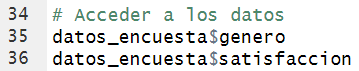 34 # Acceder a los datos
35 datos_encuesta$genero
36 datos_encuesta$satisfaccion